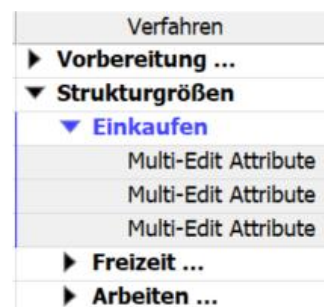 Verfahren
Vorbereitung ...
Strukturgrößen
Einkaufen
Multi-Edit Attribute
Multi-Edit Attribute
Multi-Edit Attribute
Freizeit ...
Arbeiten ...